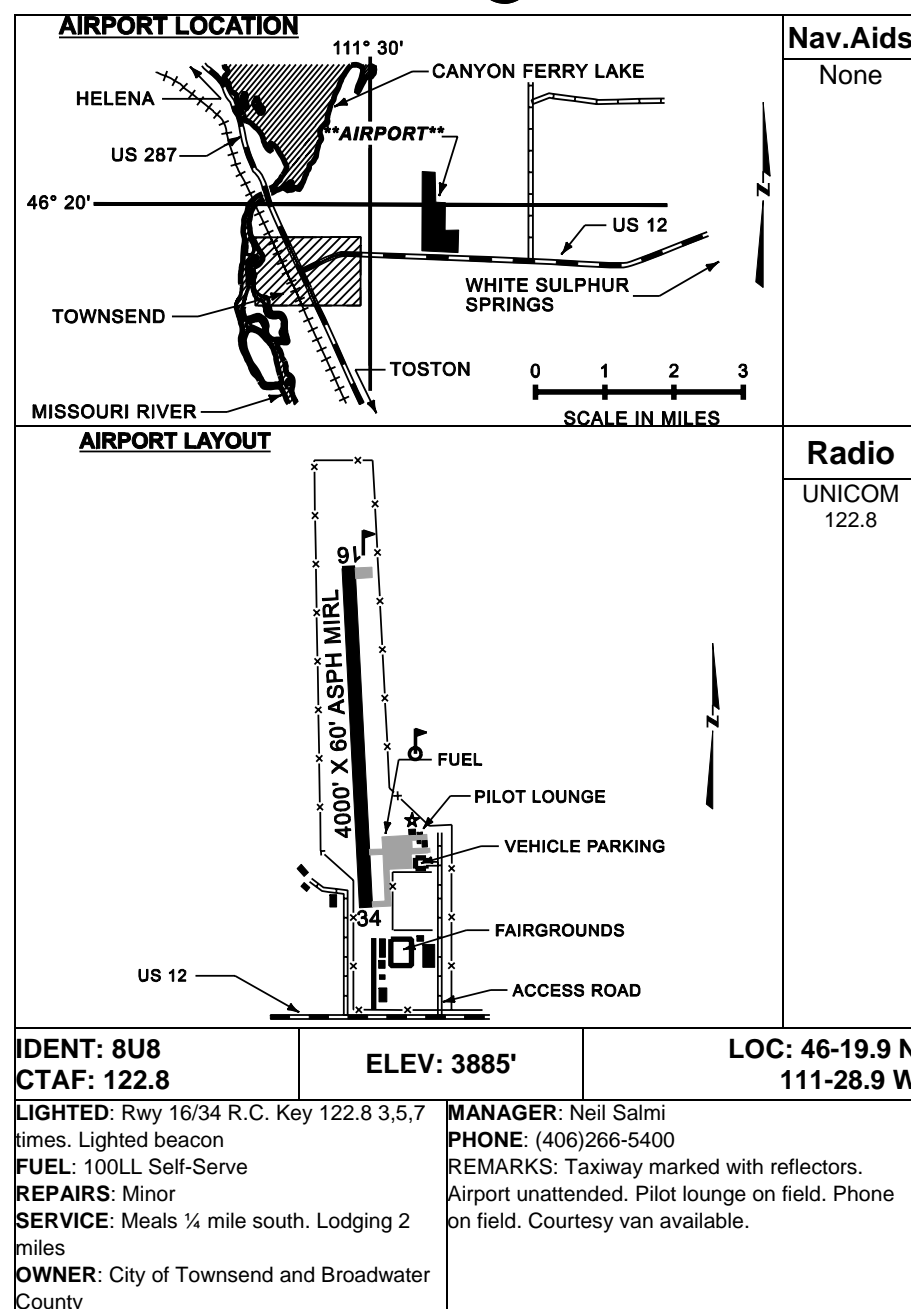 AIRPORT LOCATION
111° 30'
CANYON FERRY LAKE
HELENA
**AIRPORT**
US 287
46° 20'
US 12
N
WHITE SULPHUR
SPRINGS
TOWNSEND
TOSTON
0 1 2 3
MISSOURI RIVER
SCALE IN MILES
Nav.Aids
None
AIRPORT LAYOUT
Radio
UNICOM
122.8
16
4000' X 60' ASPH MIRL
N
FUEL
PILOT LOUNGE
VEHICLE PARKING
34
FAIRGROUNDS
US 12
ACCESS ROAD
IDENT: 8U8
CTAF: 122.8
ELEV: 3885'
LOC: 46-19.9 N
111-28.9 W
LIGHTED: Rwy 16/34 R.C. Key 122.8 3,5,7
times. Lighted beacon
FUEL: 100LL Self-Serve
REPAIRS: Minor
SERVICE: Meals ¼ mile south. Lodging 2
miles
OWNER: City of Townsend and Broadwater
County
MANAGER: Neil Salmi
PHONE: (406)266-5400
REMARKS: Taxiway marked with reflectors.
Airport unattended. Pilot lounge on field. Phone
on field. Courtesy van available.